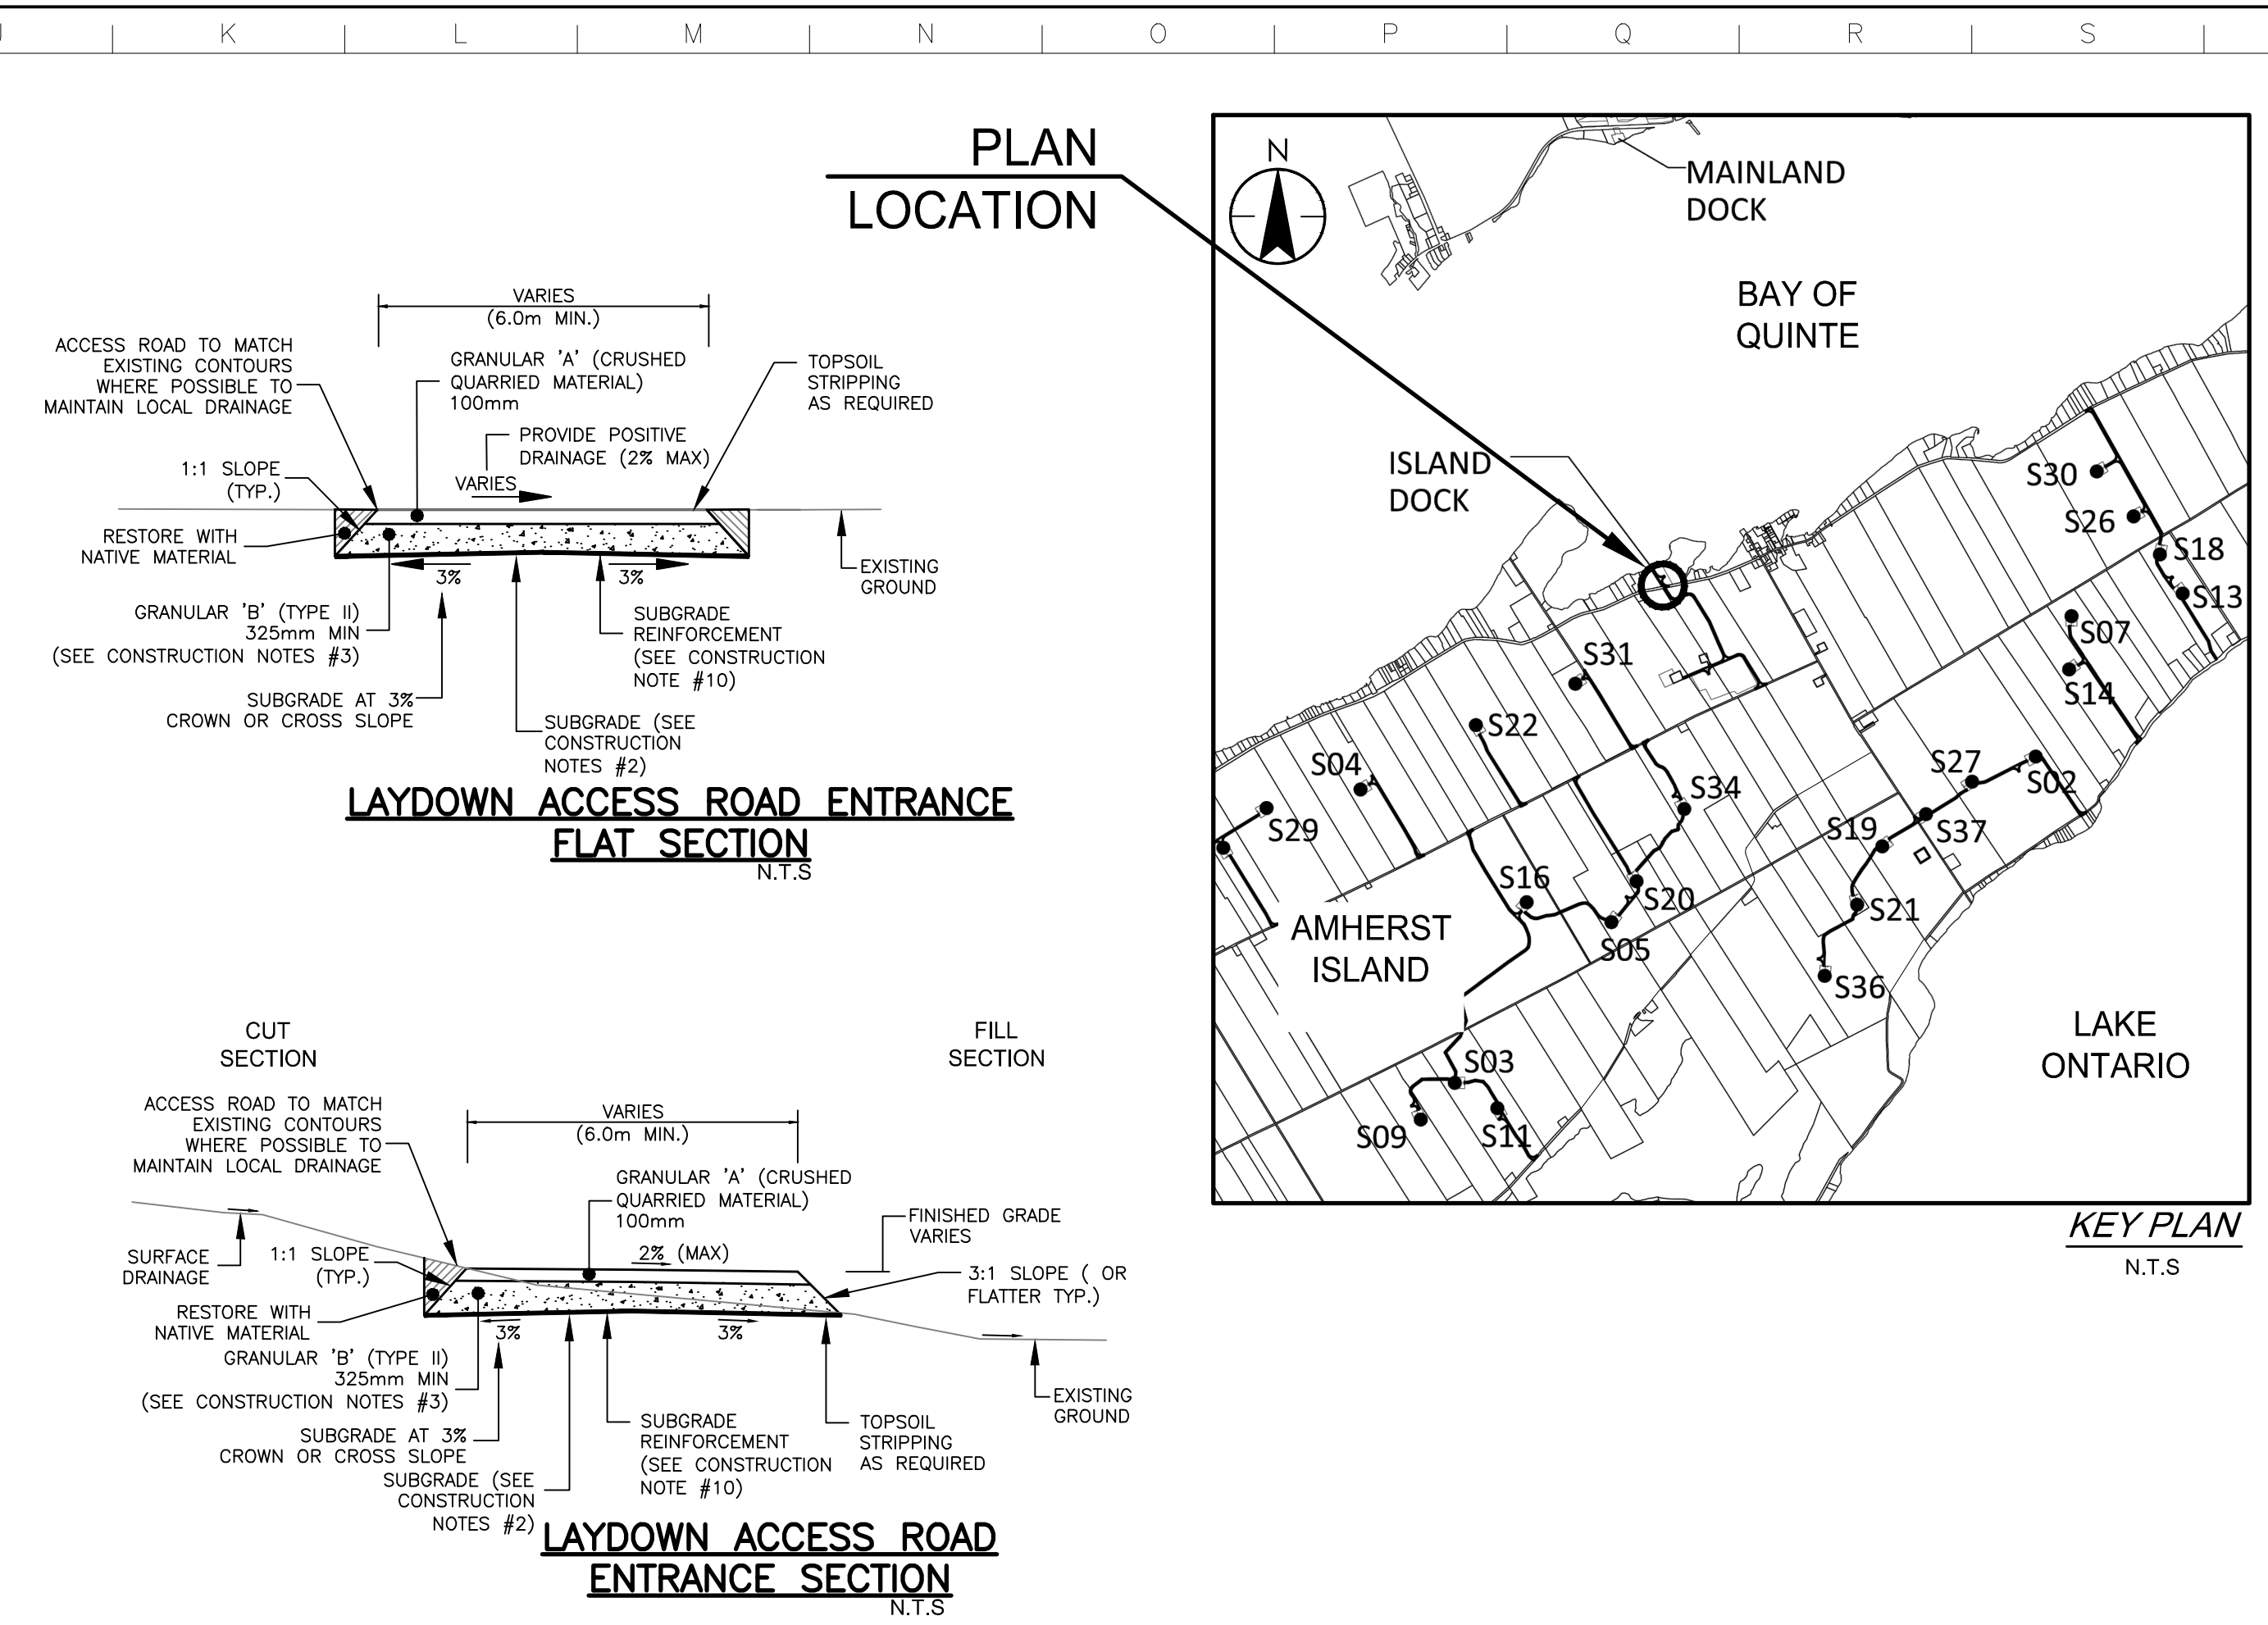 K L M N O P Q R S
PLAN
LOCATION
N
MAINLAND
DOCK
BAY OF
QUINTE
ISLAND
DOCK
S30
S26
S18
S13
S07
S14
S31
S22
S04
S29
S34
S27
S02
S37
S19
S16
S20
S21
S05
S36
AMHERST
ISLAND
S03
S09
S11
LAKE
ONTARIO
KEY PLAN
N.T.S
VARIES
(6.0m MIN.)
ACCESS ROAD TO MATCH
EXISTING CONTOURS
WHERE POSSIBLE TO
MAINTAIN LOCAL DRAINAGE
GRANULAR 'A' (CRUSHED
QUARRIED MATERIAL)
100mm
TOPSOIL
STRIPPING
AS REQUIRED
PROVIDE POSITIVE
DRAINAGE (2% MAX)
VARIES
1:1 SLOPE
(TYP.)
RESTORE WITH
NATIVE MATERIAL
3%
3%
EXISTING
GROUND
GRANULAR 'B' (TYPE II)
325mm MIN
(SEE CONSTRUCTION NOTES #3)
SUBGRADE
REINFORCEMENT
(SEE CONSTRUCTION
NOTE #10)
SUBGRADE AT 3%
CROWN OR CROSS SLOPE
SUBGRADE (SEE
CONSTRUCTION
NOTES #2)
LAYDOWN ACCESS ROAD ENTRANCE
FLAT SECTION
N.T.S
CUT
SECTION
FILL
SECTION
ACCESS ROAD TO MATCH
EXISTING CONTOURS
WHERE POSSIBLE TO
MAINTAIN LOCAL DRAINAGE
VARIES
(6.0m MIN.)
GRANULAR 'A' (CRUSHED
QUARRIED MATERIAL)
100mm
FINISHED GRADE
VARIES
2% (MAX)
SURFACE
DRAINAGE
1:1 SLOPE
(TYP.)
3:1 SLOPE ( OR
FLATTER TYP.)
RESTORE WITH
NATIVE MATERIAL
3%
3%
GRANULAR 'B' (TYPE II)
325mm MIN
(SEE CONSTRUCTION NOTES #3)
EXISTING
GROUND
SUBGRADE AT 3%
CROWN OR CROSS SLOPE
SUBGRADE
REINFORCEMENT
(SEE CONSTRUCTION
NOTE #10)
TOPSOIL
STRIPPING
AS REQUIRED
SUBGRADE (SEE
CONSTRUCTION
NOTES #2)
LAYDOWN ACCESS ROAD
ENTRANCE SECTION
N.T.S